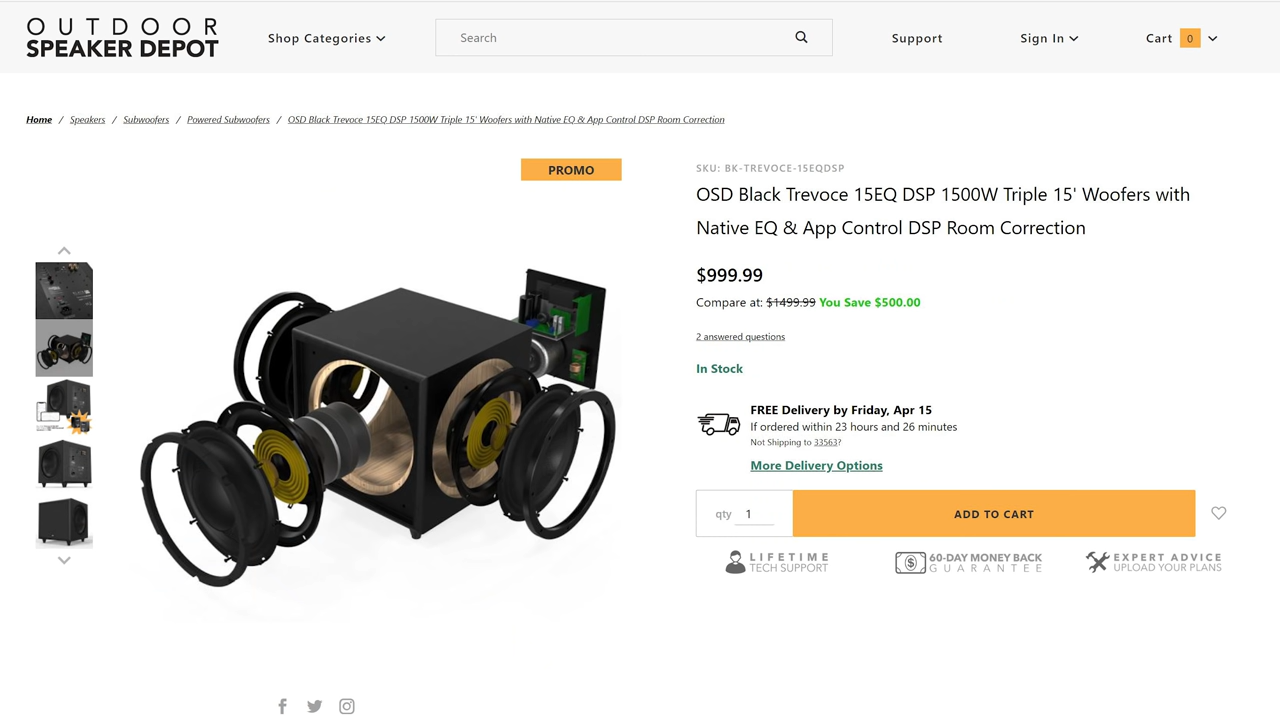 OUTDOOR
SPEAKER DEPOT
Shop Categories
Search
Support
Sign In
Cart 0
Home / Speakers / Subwoofers / Powered Subwoofers / OSD Black Trevoce 15EQ DSP 1500W Triple 15' Woofers with Native EQ & App Control DSP Room Correction
PROMO
SKU: BK-TREVOCE-15EQDSP
OSD Black Trevoce 15EQ DSP 1500W Triple 15' Woofers with
Native EQ & App Control DSP Room Correction
$999.99
Compare at: $1499.99 You Save $500.00
2 answered questions
In Stock
FREE Delivery by Friday, Apr 15
If ordered within 23 hours and 26 minutes
Not Shipping to 33563?
More Delivery Options
qty 1
ADD TO CART
LIFETIME
TECH SUPPORT
60-DAY MONEY BACK
GUARANTEE
EXPERT ADVICE
UPLOAD YOUR PLANS